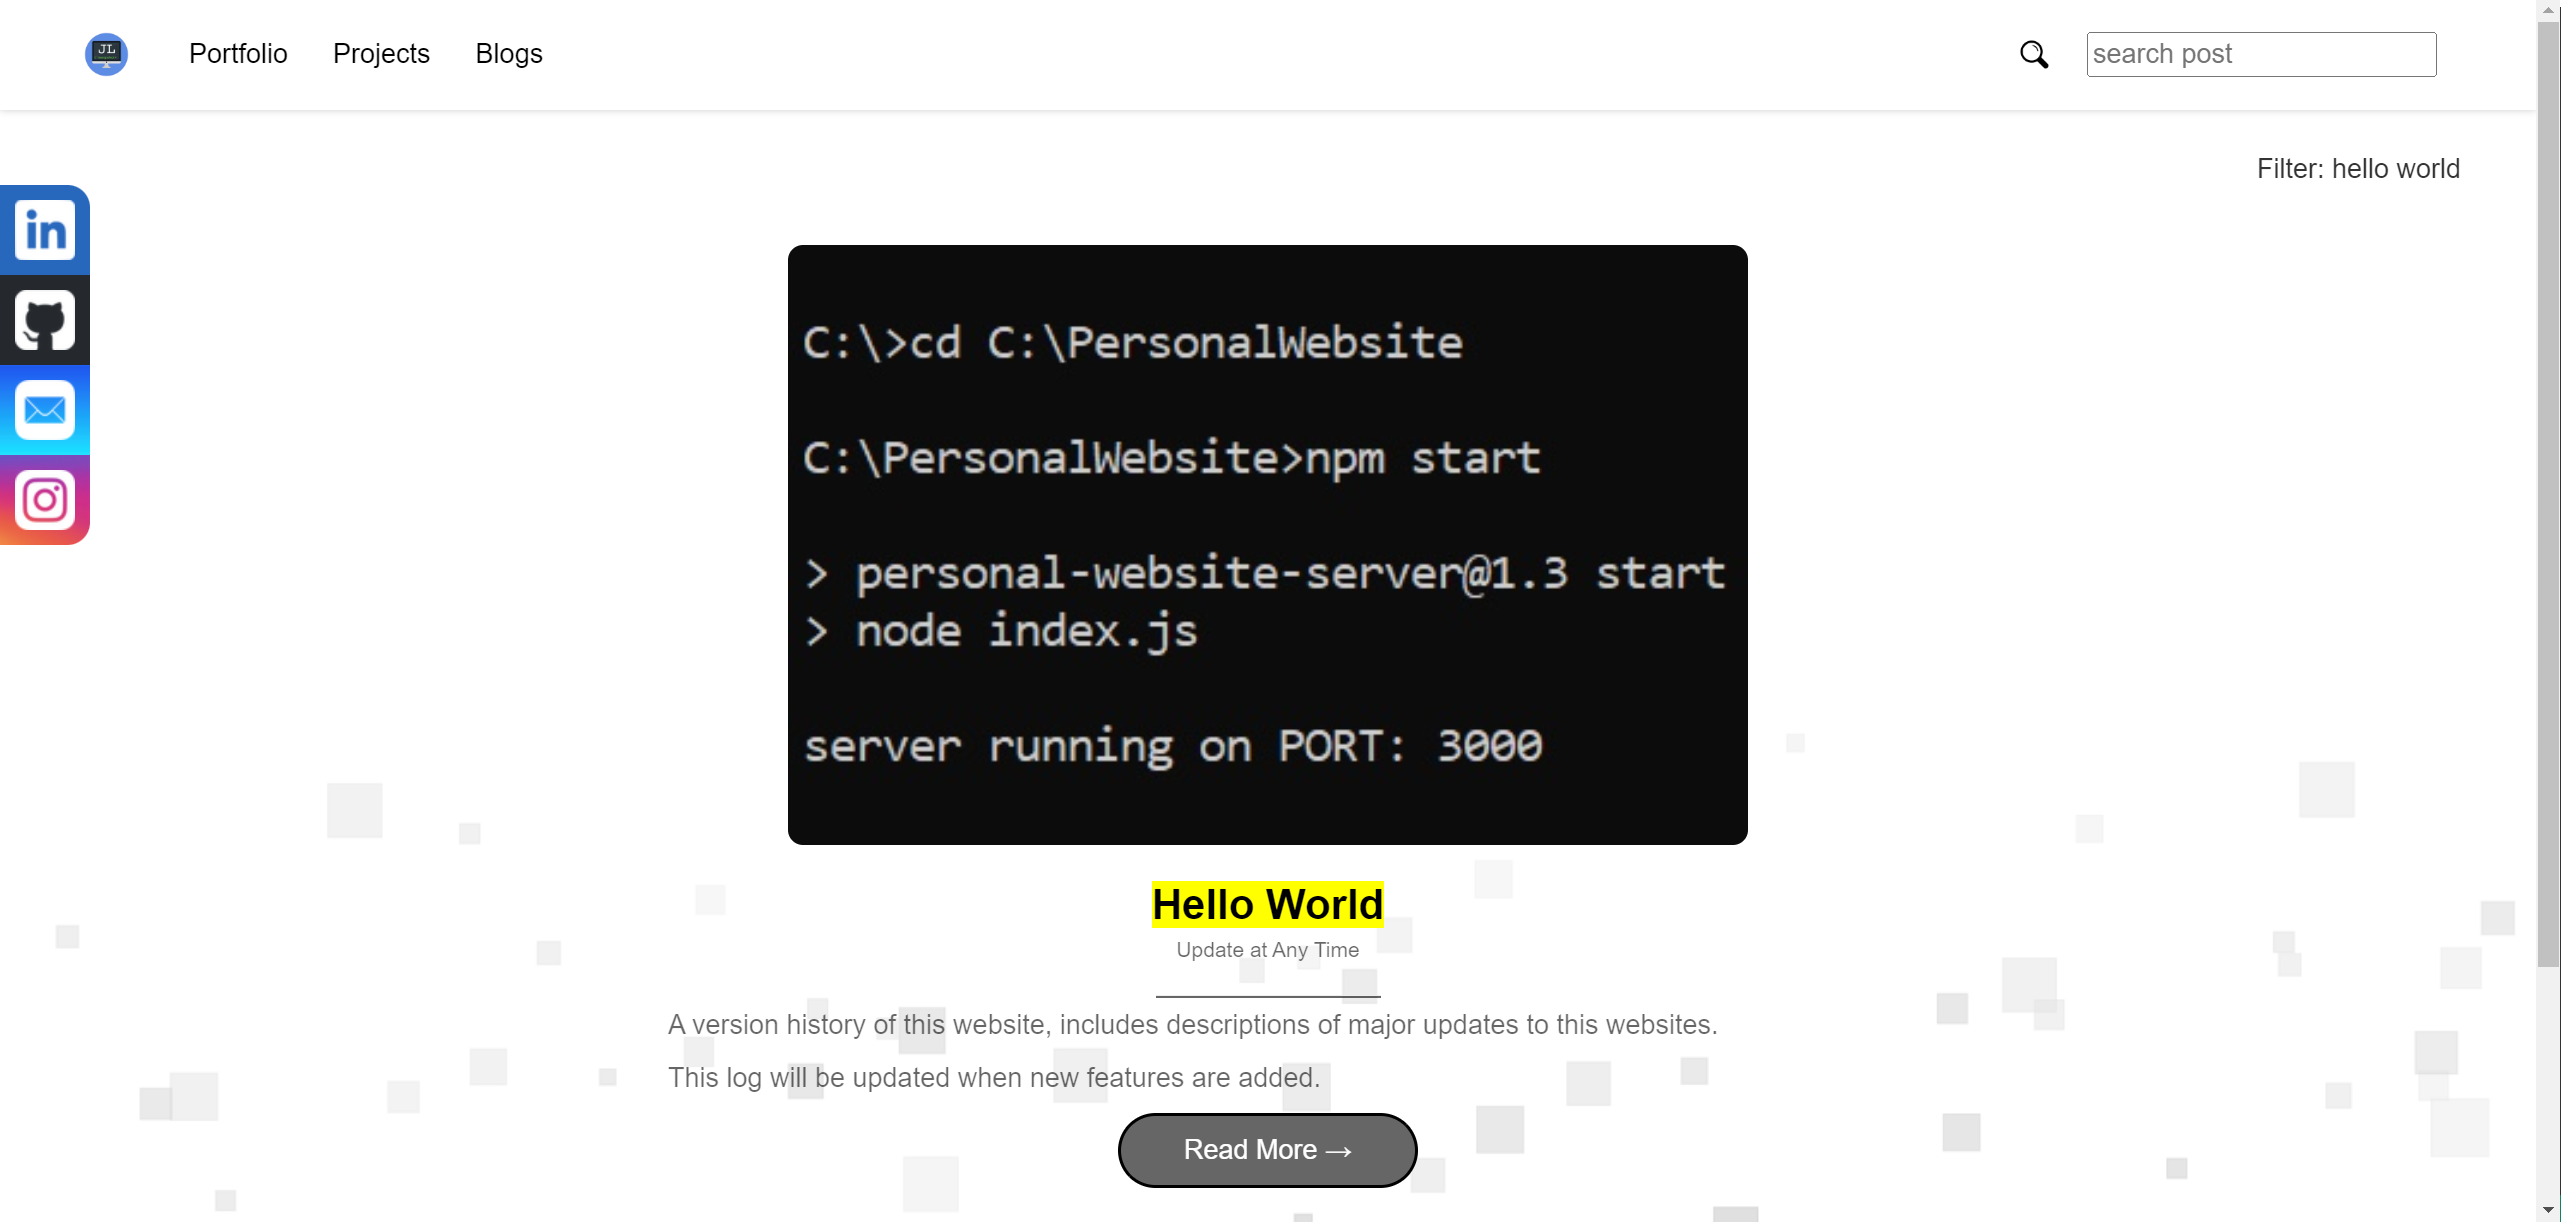 JL
Portfolio Projects Blogs
search post
Filter: hello world
in
C:\>cd C:\PersonalWebsite
C:\PersonalWebsite>npm start
> personal-website-server@1.3 start
> node index.js
server running on PORT: 3000
Hello World
Update at Any Time
A version history of this website, includes descriptions of major updates to this websites.
This log will be updated when new features are added.
Read More →